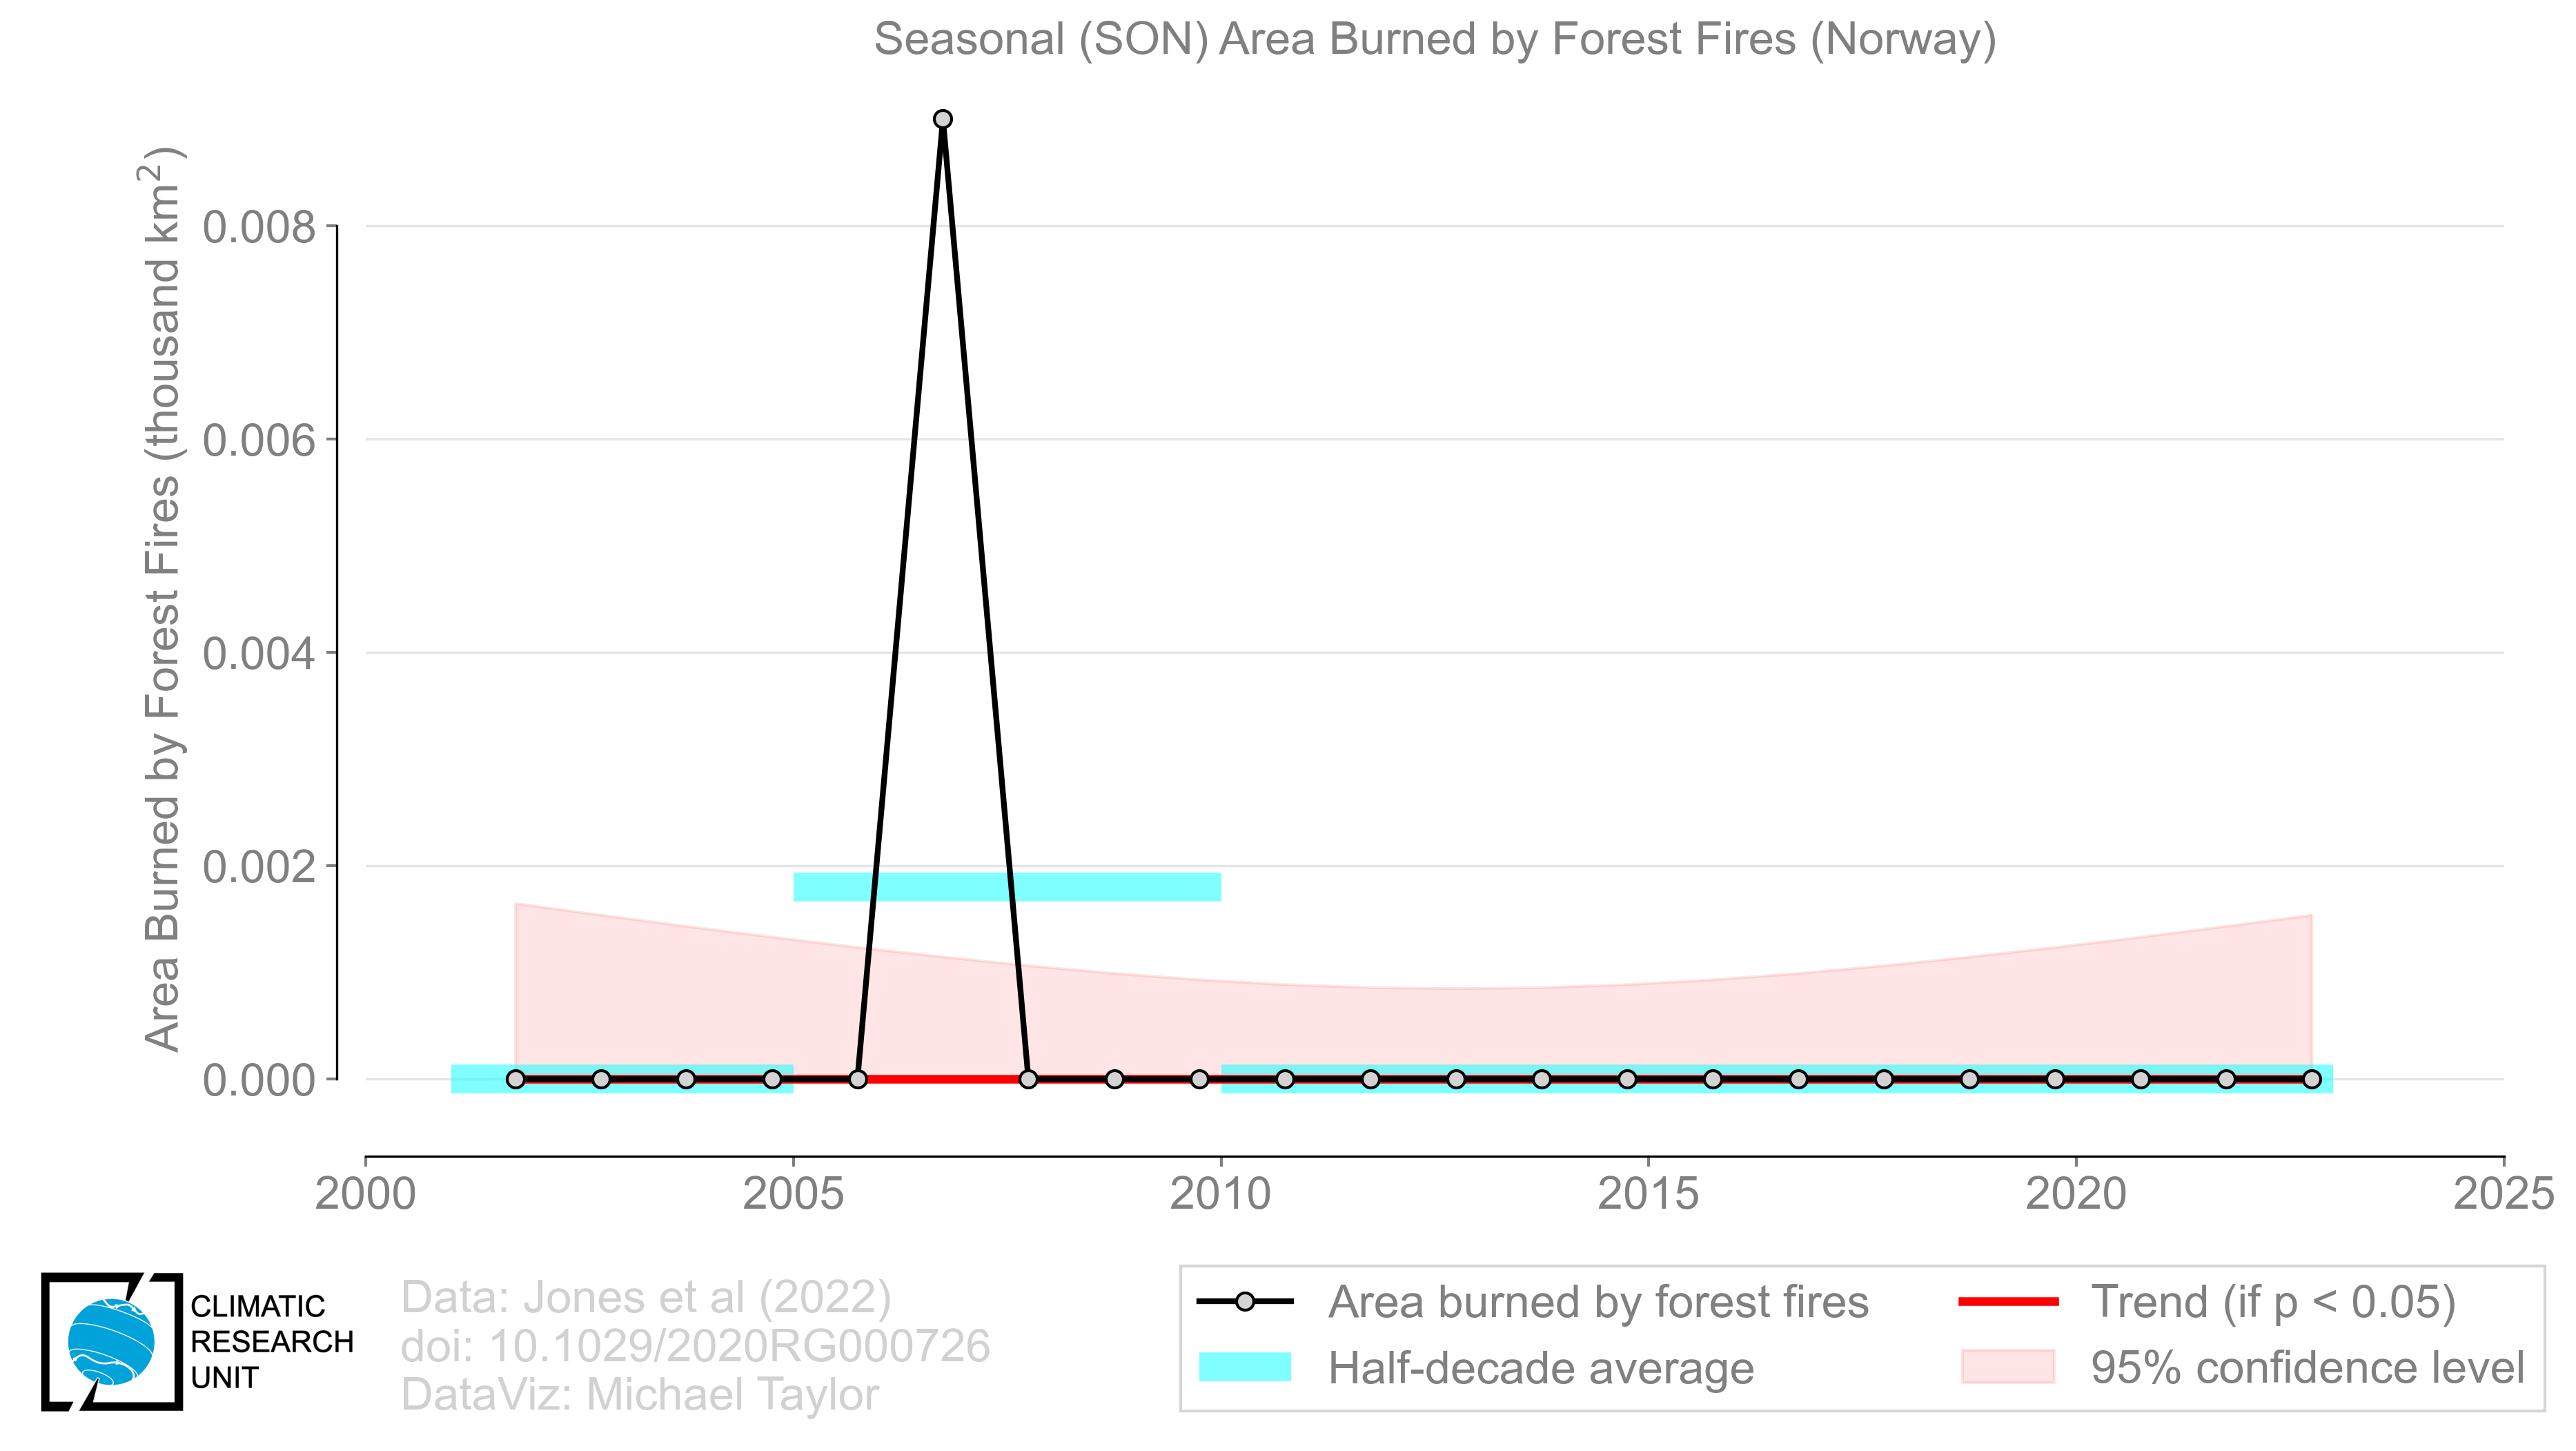 Seasonal (SON) Area Burned by Forest Fires (Norway)
Area Burned by Forest Fires (thousand km²)
0.008
0.006
0.004
0.002
0.000
2000 2005 2010 2015 2020 2025
CLIMATIC
RESEARCH
UNIT
Data: Jones et al (2022)
doi: 10.1029/2020RG000726
DataViz: Michael Taylor
Area burned by forest fires
Half-decade average
Trend (if p < 0.05)
95% confidence level